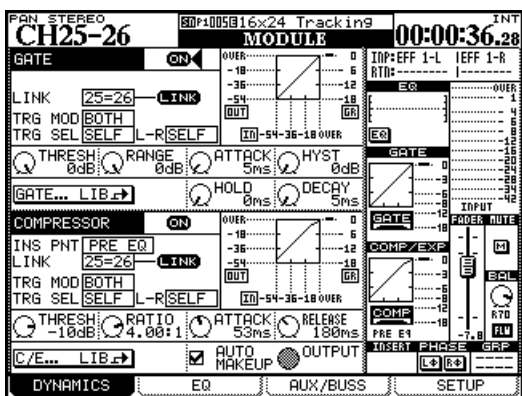 PAN STEREO
CH25-26
16x24 Tracking
MODULE
INT
00:00:36.28
GATE
ON
LINK 25=26 LINK
TRG MOD BOTH
TRG SEL SELF L-R SELF
OVER 0
-18 -6
-36 -12
-54 -18
OUT GR
IN -54-36-18 OVER
THRESH 0dB
RANGE 0dB
ATTACK 5ms
HYST 0dB
GATE... LIB
HOLD 0ms
DECAY 5ms
COMPRESSOR
ON
INS PNT PRE EQ
LINK 25=26 LINK
TRG MOD BOTH
TRG SEL SELF L-R SELF
OVER 0
-18 -6
-36 -12
-54 -18
OUT GR
IN -54-36-18 OVER
THRESH -10dB
RATIO 4.00:1
ATTACK 53ms
RELEASE 180ms
C/E... LIB
AUTO MAKEUP
OUTPUT
INP:EFF 1-L IEFF 1-R
RTN:-------- |--------
EQ
EQ
GATE
GATE
COMP/EXP
COMP
PRE EQ
OVER
INPUT
FADER MUTE
M
BAL
R70
-7.8 FLW
INSERT PHASE GRP
LΦ RΦ
DYNAMICS
EQ
AUX/BUSS
SETUP